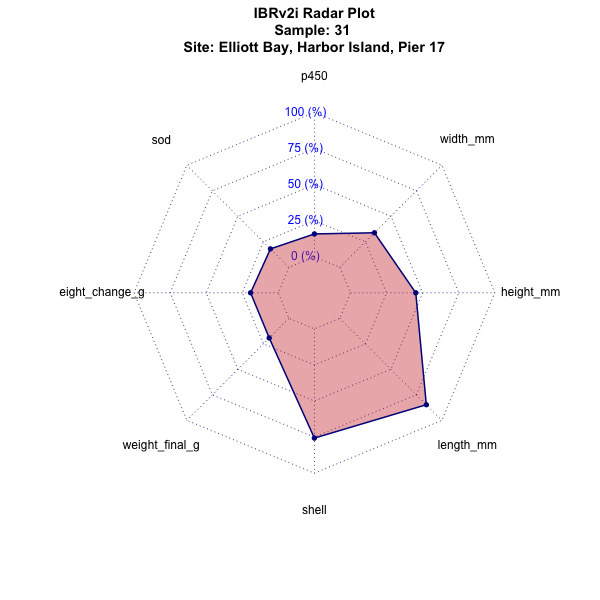 IBRv2i Radar Plot
Sample: 31
Site: Elliott Bay, Harbor Island, Pier 17
p450
100 (%)
sod
width_mm
75 (%)
50 (%)
25 (%)
0 (%)
eight_change_g
height_mm
weight_final_g
length_mm
shell